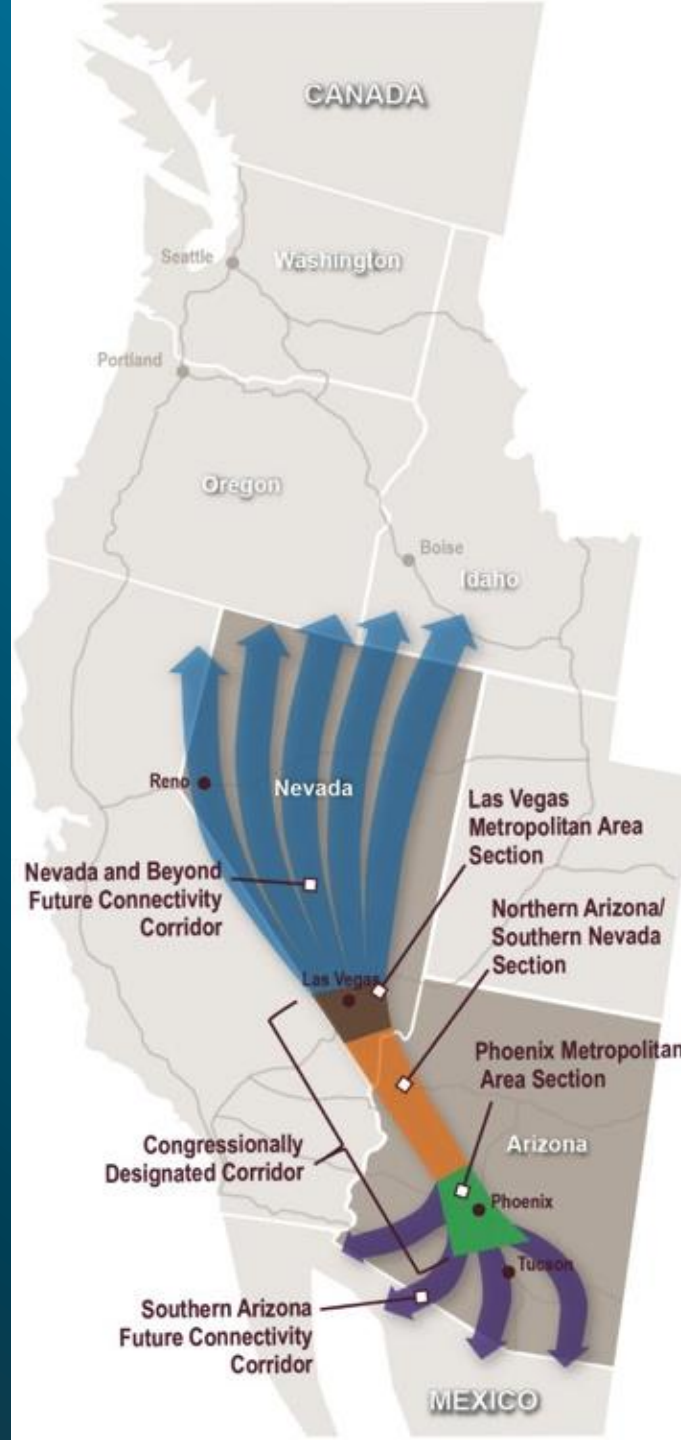 CANADA
Seattle
Washington
Portland
Oregon
Boise
Idaho
Reno
Nevada
Las Vegas
Metropolitan Area
Section
Nevada and Beyond
Future Connectivity
Corridor
Northern Arizona/
Southern Nevada
Section
Las Vegas
Phoenix Metropolitan
Area Section
Congressionally
Designated Corridor
Arizona
Phoenix
Tucson
Southern Arizona
Future Connectivity
Corridor
MEXICO